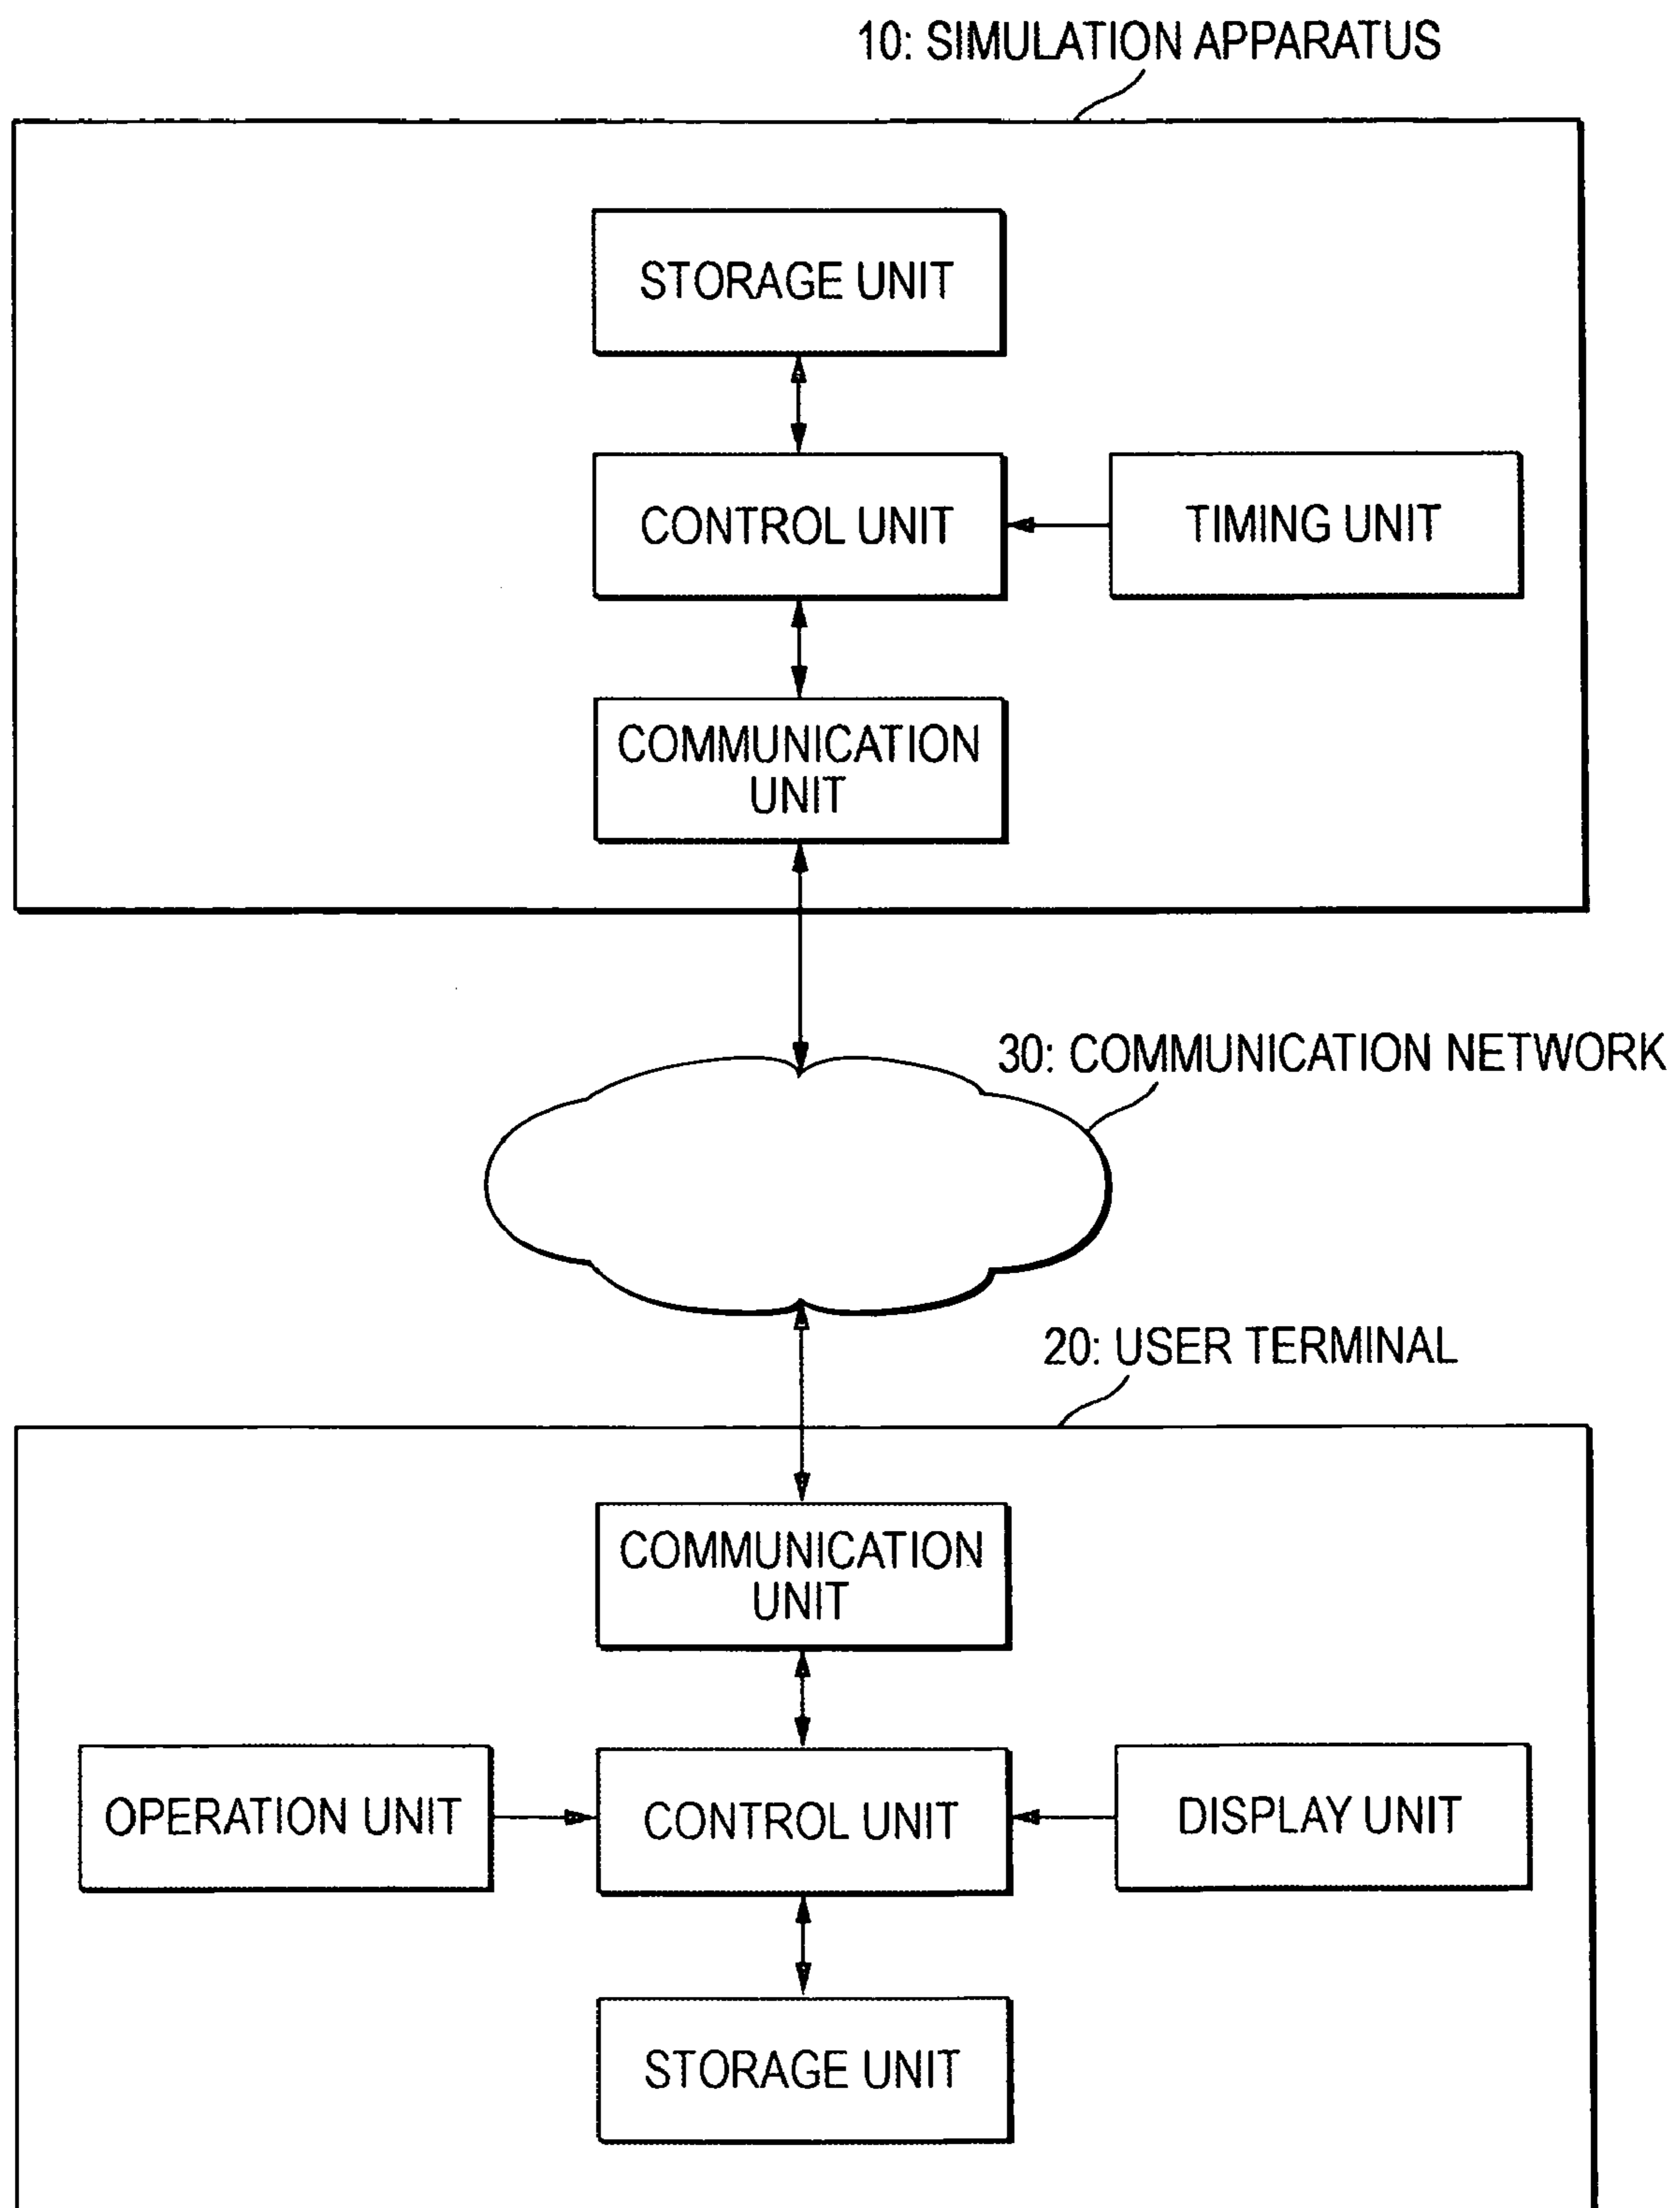 10: SIMULATION APPARATUS
STORAGE UNIT
CONTROL UNIT
TIMING UNIT
COMMUNICATION
UNIT
30: COMMUNICATION NETWORK
20: USER TERMINAL
COMMUNICATION
UNIT
OPERATION UNIT
CONTROL UNIT
DISPLAY UNIT
STORAGE UNIT